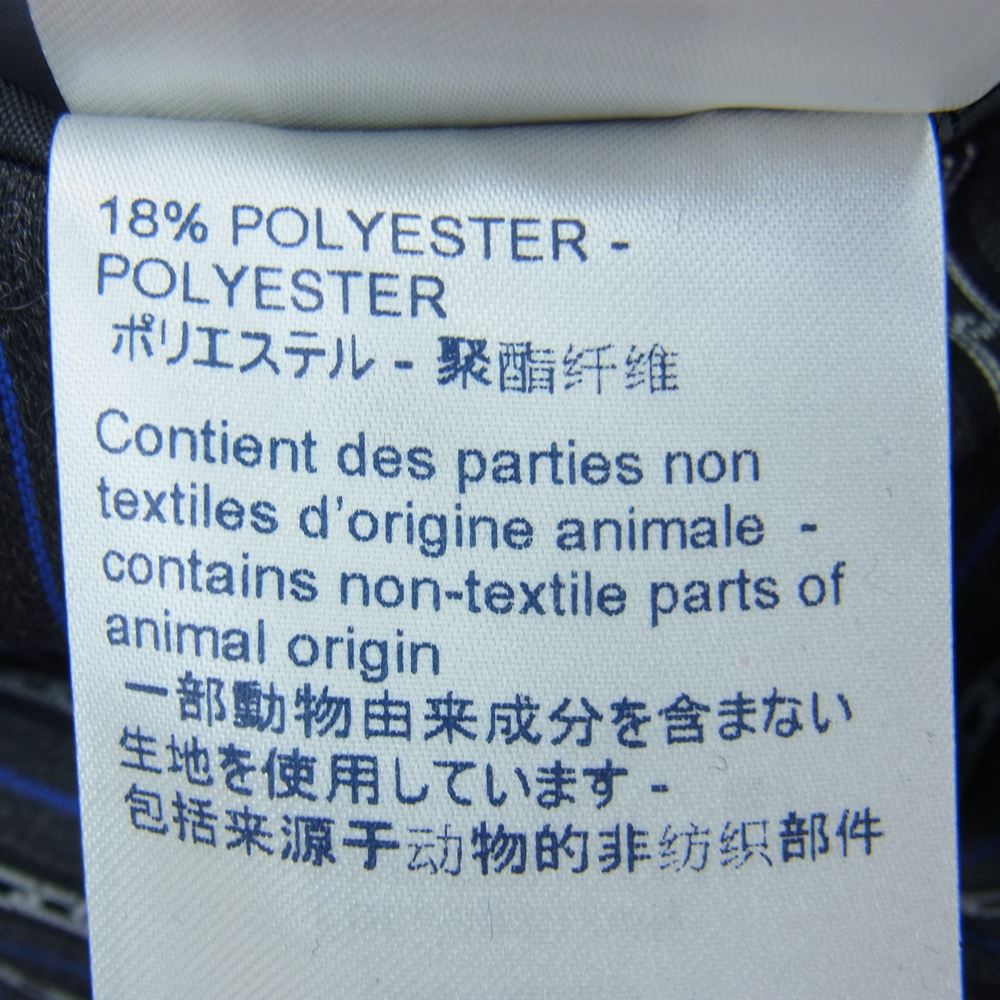 18% POLYESTER -
POLYESTER
ポリエステル - 聚酯纤维
Contient des parties non
textiles d'origine animale -
contains non-textile parts of
animal origin
一部動物由来成分を含まない
生地を使用しています -
包括来源于动物的非纺织部件